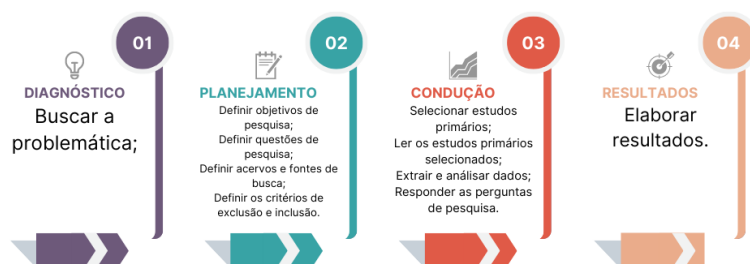 01
DIAGNÓSTICO
Buscar a
problemática;
02
PLANEJAMENTO
Definir objetivos de
pesquisa;
Definir questões de
pesquisa;
Definir acervos e fontes de
busca;
Definir os critérios de
exclusão e inclusão.
03
CONDUÇÃO
Selecionar estudos
primários;
Ler os estudos primários
selecionados;
Extrair e análisar dados;
Responder as perguntas
de pesquisa.
04
RESULTADOS
Elaborar
resultados.